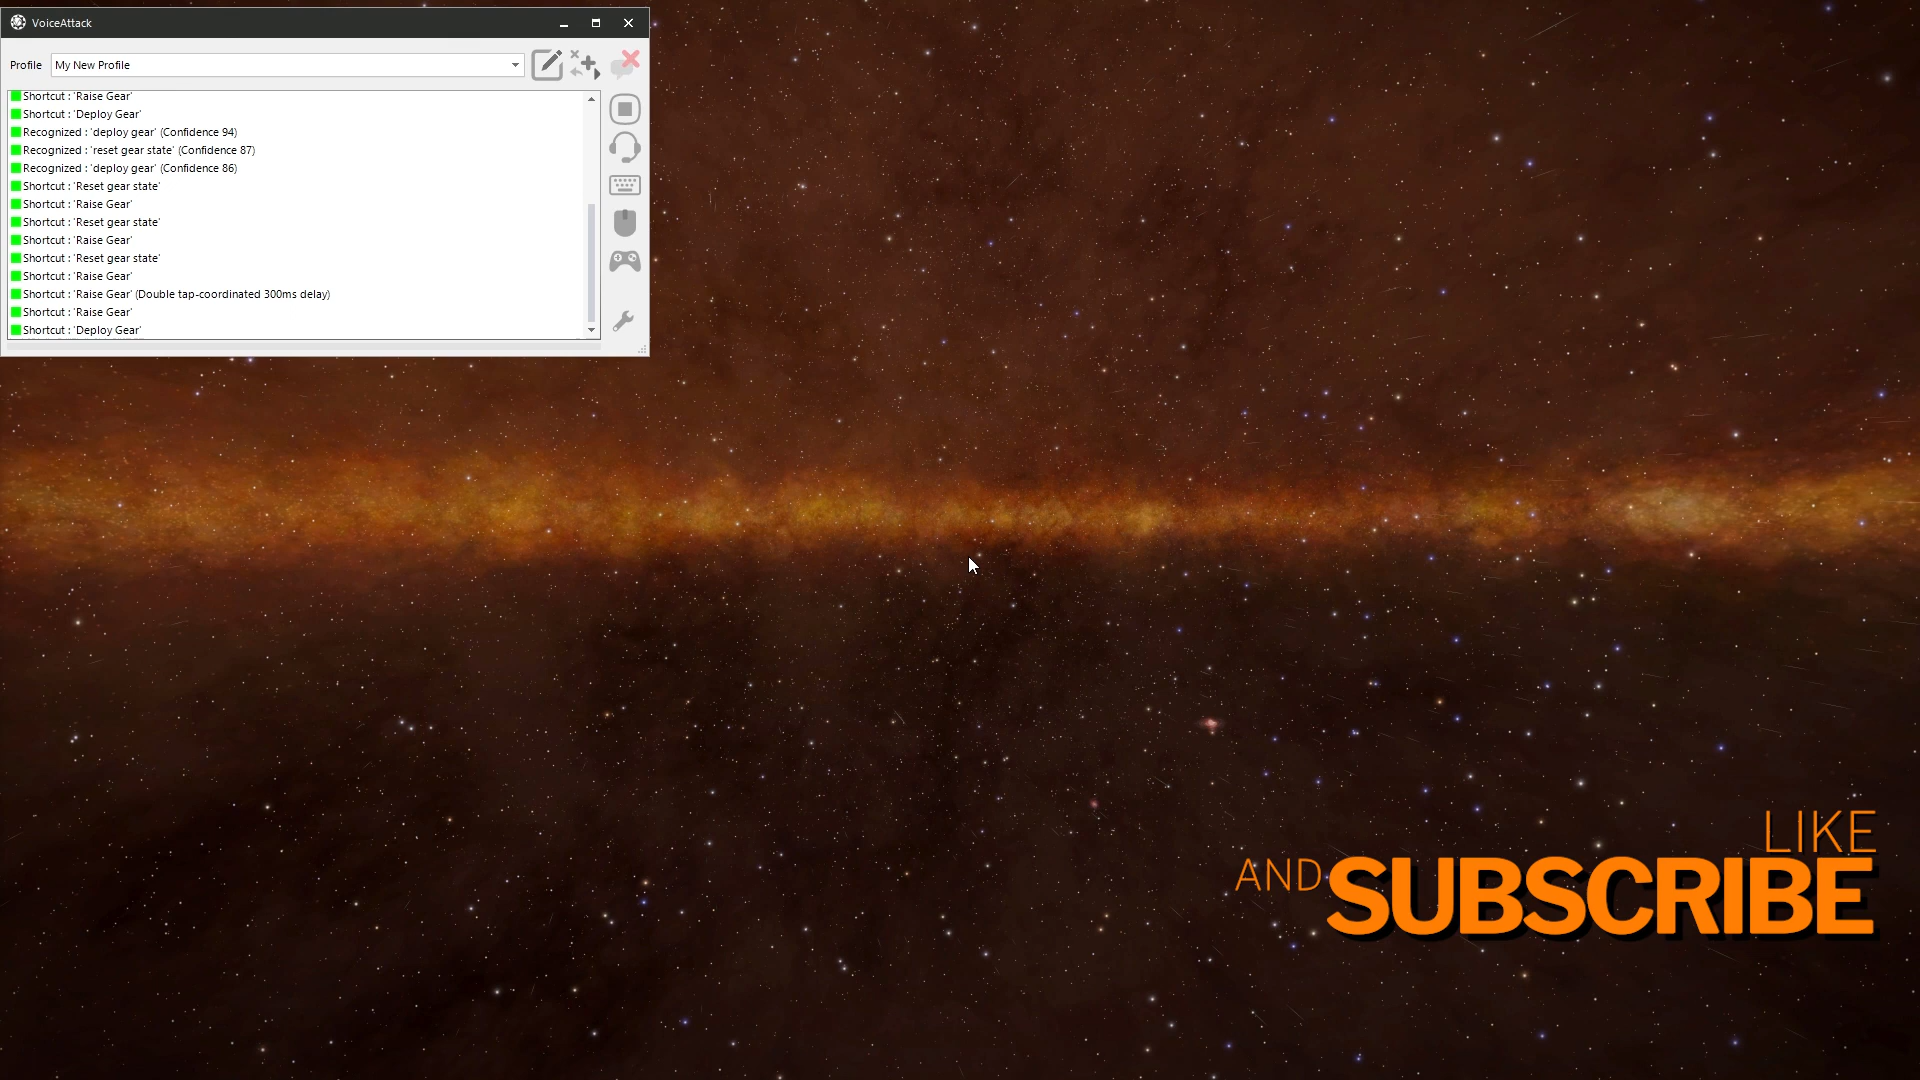 VoiceAttack
Profile My New Profile
Shortcut : 'Raise Gear'
Shortcut : 'Deploy Gear'
Recognized : 'deploy gear' (Confidence 94)
Recognized : 'reset gear state' (Confidence 87)
Recognized : 'deploy gear' (Confidence 86)
Shortcut : 'Reset gear state'
Shortcut : 'Raise Gear'
Shortcut : 'Reset gear state'
Shortcut : 'Raise Gear'
Shortcut : 'Reset gear state'
Shortcut : 'Raise Gear'
Shortcut : 'Raise Gear' (Double tap-coordinated 300ms delay)
Shortcut : 'Raise Gear'
Shortcut : 'Deploy Gear'
LIKE
AND SUBSCRIBE